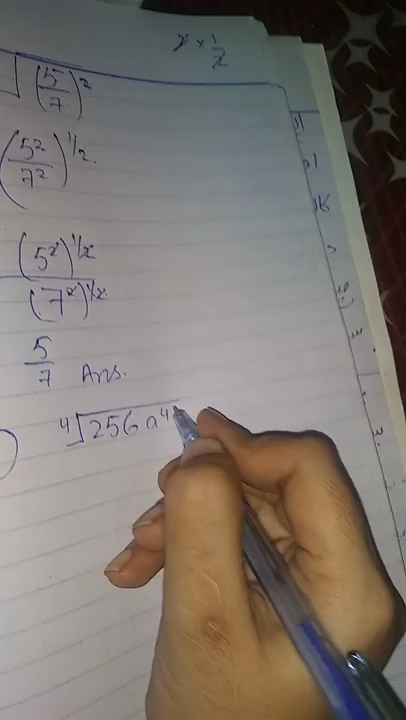 x × 1/2
√(5/7)²
(5²/7²)^1/2.
(5²)^1/2
(7²)^1/2
5/7 Ans.
⁴√256a⁴